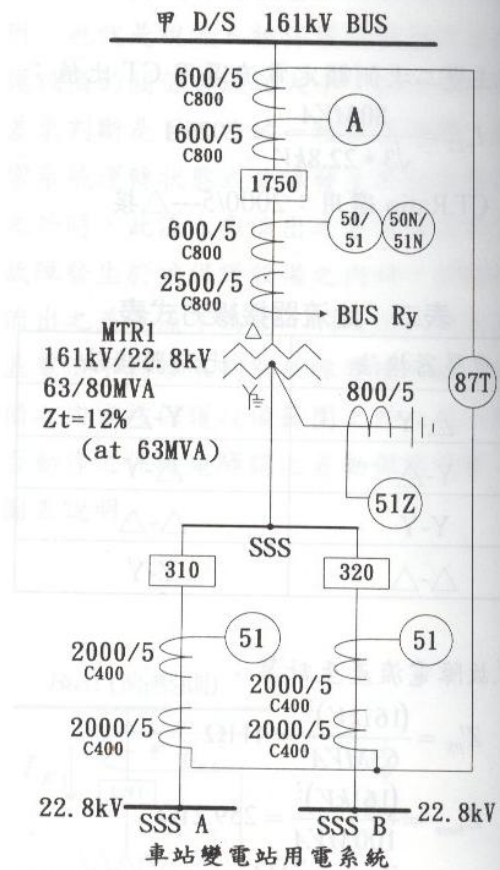 甲 D/S 161kV BUS
600/5
C800
A
600/5
C800
1750
600/5
C800
50/
51
50N/
51N
2500/5
C800
BUS Ry
MTR1
161kV/22.8kV
63/80MVA
Zt=12%
(at 63MVA)
△
Y
800/5
87T
51Z
SSS
310
320
2000/5
C400
51
51
2000/5
C400
2000/5
C400
2000/5
C400
22.8kV
SSS A
SSS B
22.8kV
車站變電站用電系統